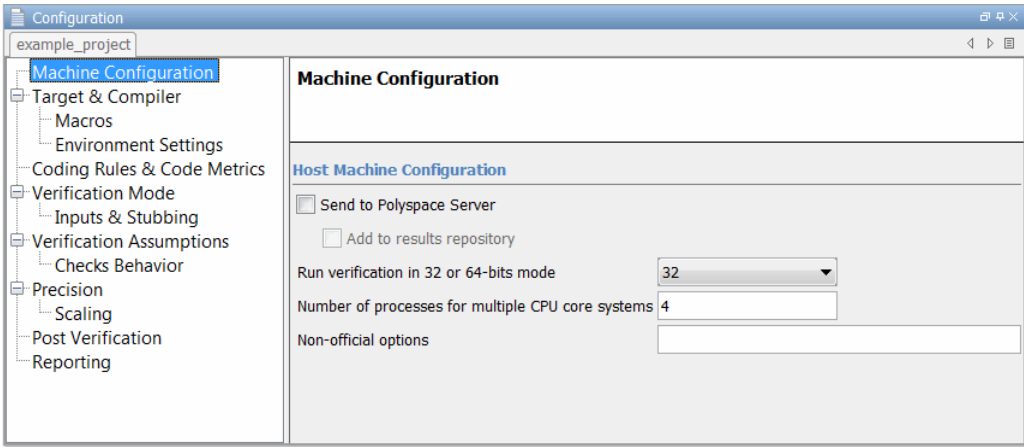 Configuration
example_project
Machine Configuration
Target & Compiler
Macros
Environment Settings
Coding Rules & Code Metrics
Verification Mode
Inputs & Stubbing
Verification Assumptions
Checks Behavior
Precision
Scaling
Post Verification
Reporting
Machine Configuration
Host Machine Configuration
Send to Polyspace Server
Add to results repository
Run verification in 32 or 64-bits mode 32
Number of processes for multiple CPU core systems 4
Non-official options